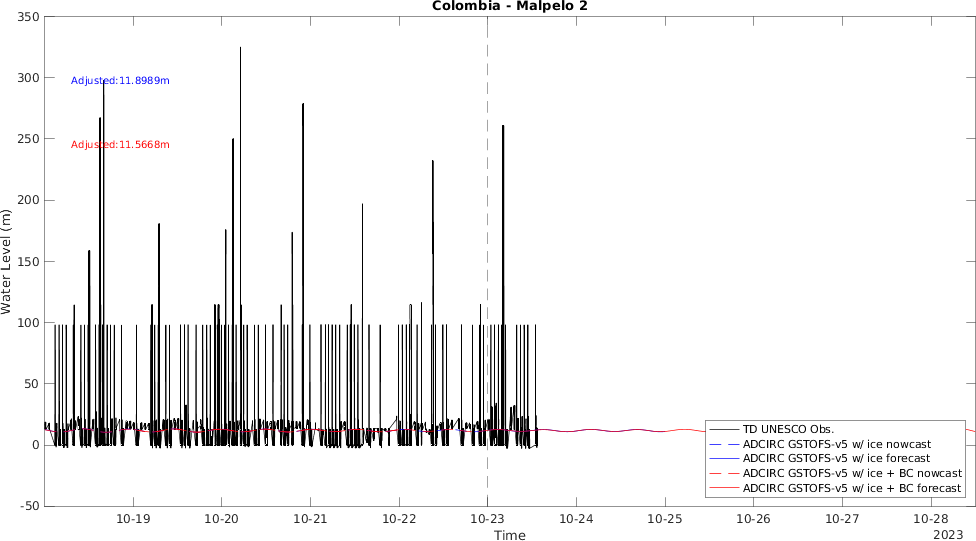 Colombia - Malpelo 2
350
300
250
200
150
100
50
0
-50
Water Level (m)
Adjusted:11.8989m
Adjusted:11.5668m
TD UNESCO Obs.
ADCIRC GSTOFS-v5 w/ ice nowcast
ADCIRC GSTOFS-v5 w/ ice forecast
ADCIRC GSTOFS-v5 w/ ice + BC nowcast
ADCIRC GSTOFS-v5 w/ ice + BC forecast
10-19 10-20 10-21 10-22 10-23 10-24 10-25 10-26 10-27 10-28
Time
2023